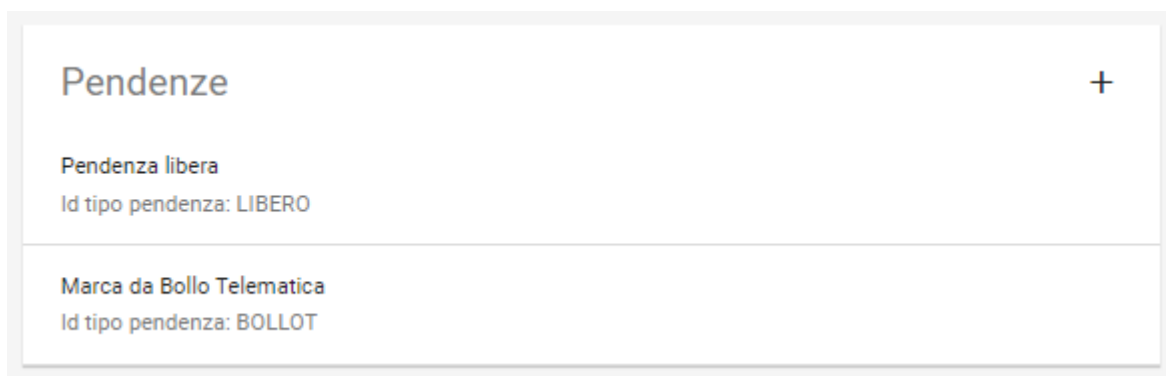 Pendenze +
Pendenza libera
Id tipo pendenza: LIBERO
Marca da Bollo Telematica
Id tipo pendenza: BOLLOT